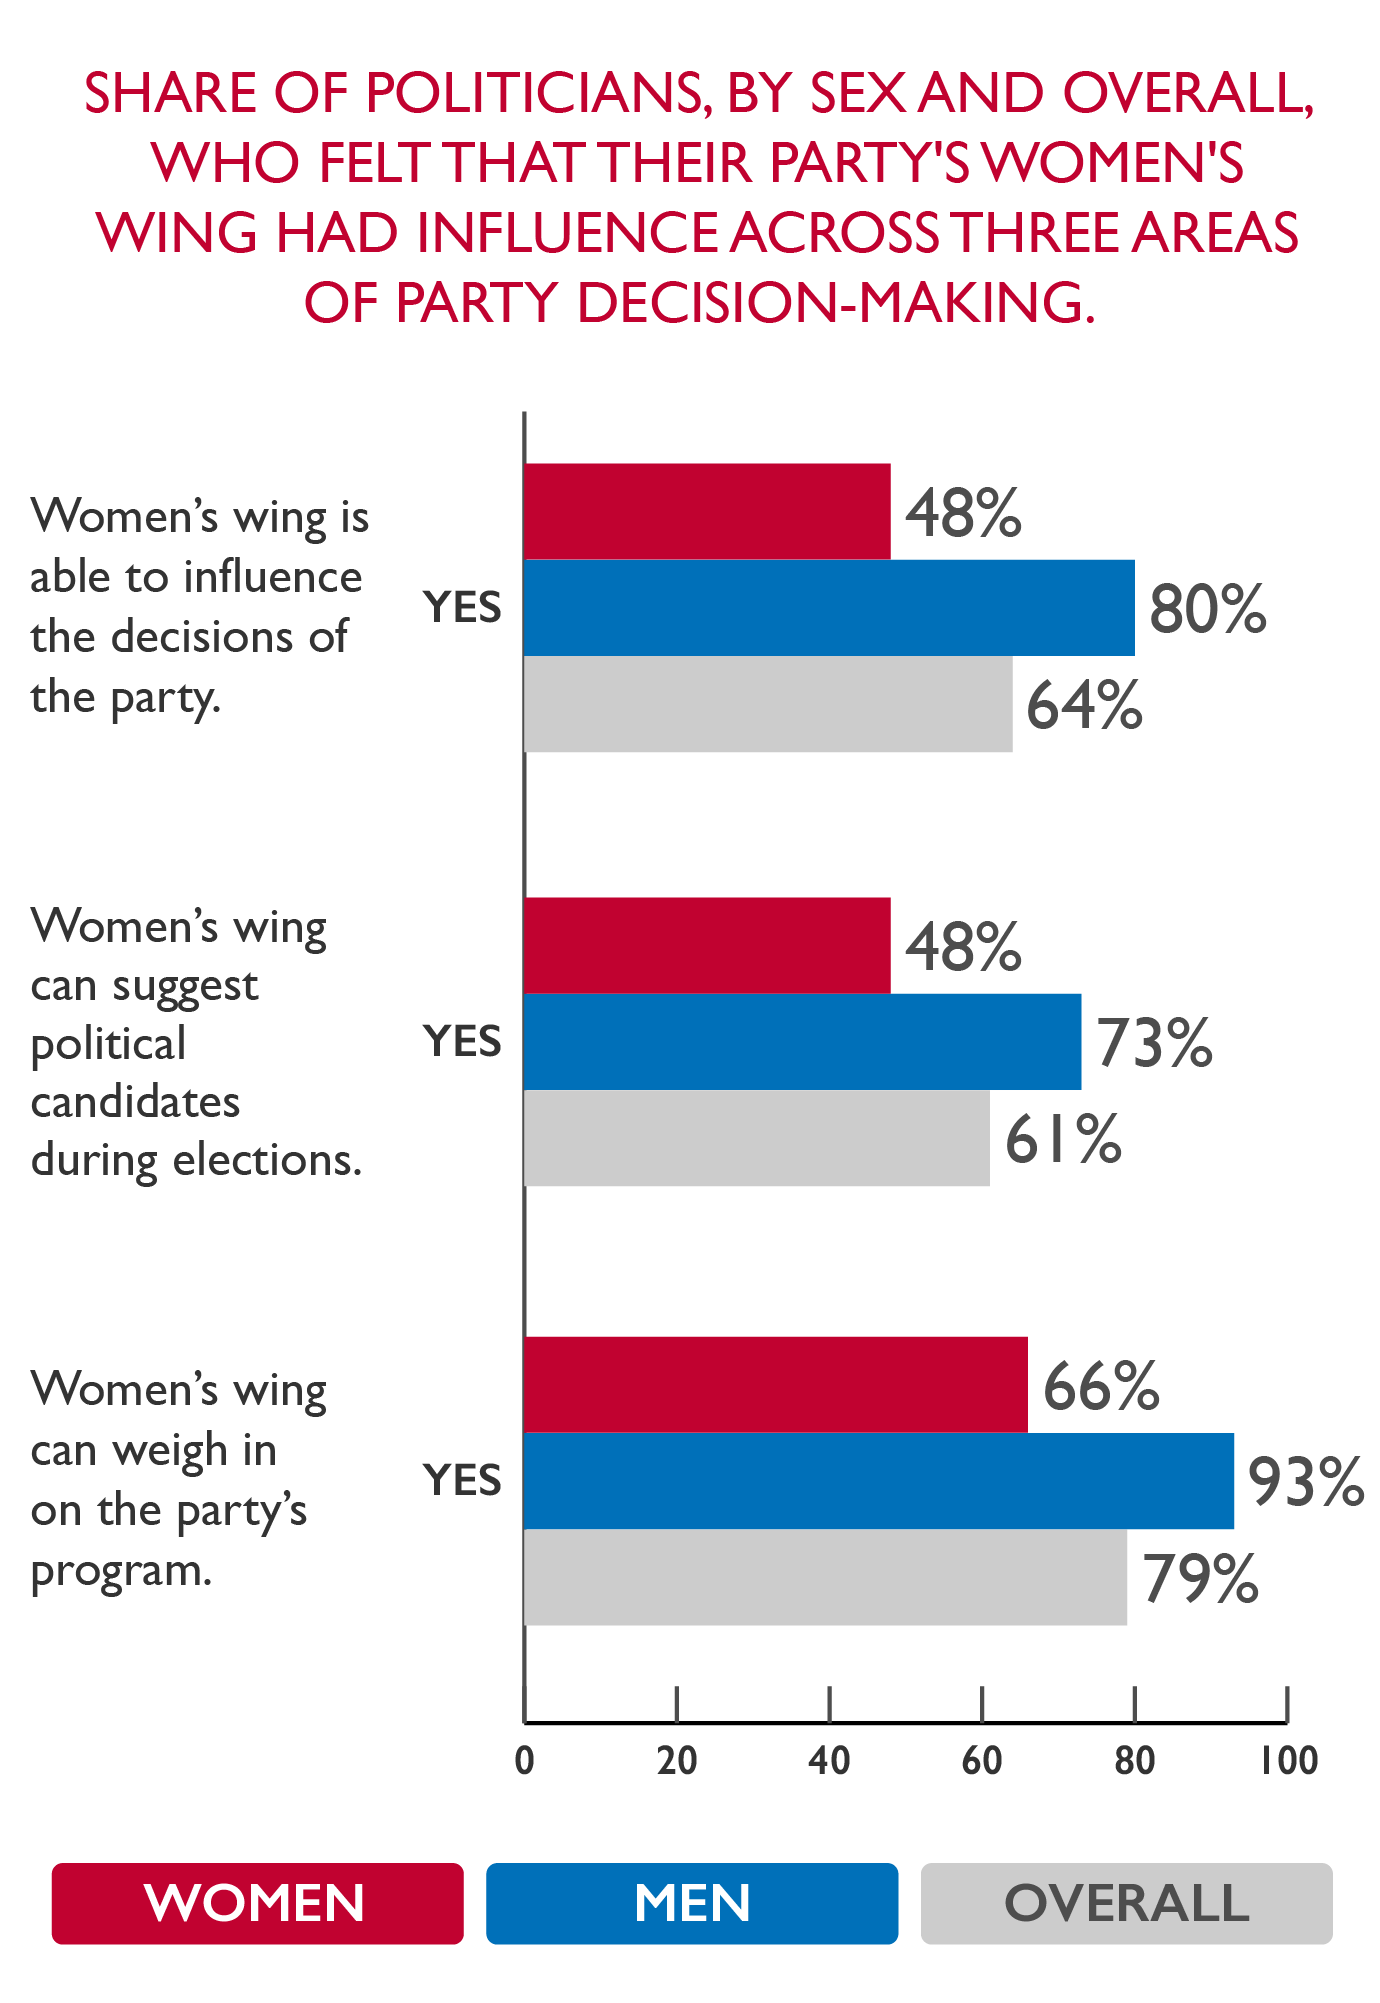 SHARE OF POLITICIANS, BY SEX AND OVERALL,
WHO FELT THAT THEIR PARTY'S WOMEN'S
WING HAD INFLUENCE ACROSS THREE AREAS
OF PARTY DECISION-MAKING.
Women’s wing is
able to influence
the decisions of
the party.
YES
48%
80%
64%
Women’s wing
can suggest
political
candidates
during elections.
YES
48%
73%
61%
Women’s wing
can weigh in
on the party’s
program.
YES
66%
93%
79%
0 20 40 60 80 100
WOMEN MEN OVERALL